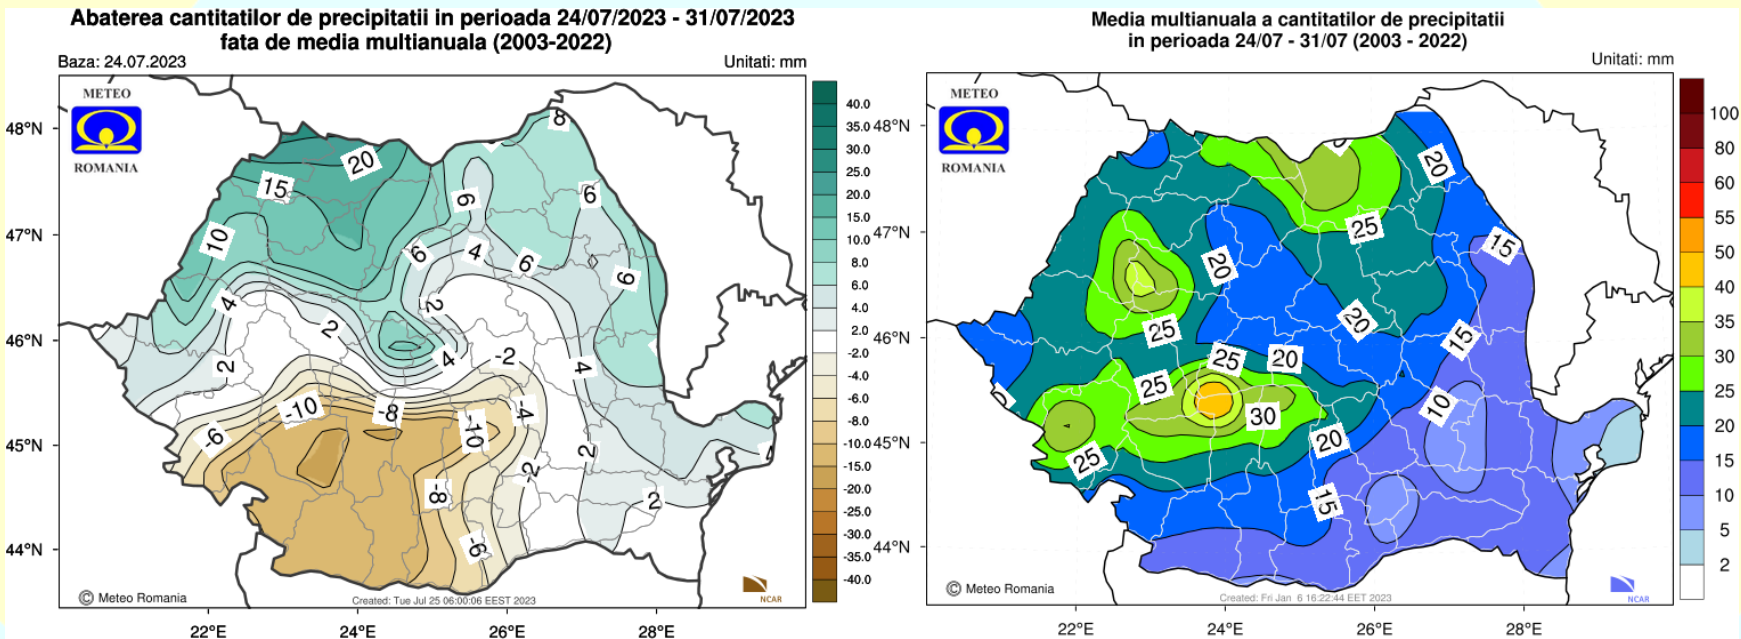 Abaterea cantitatilor de precipitatii in perioada 24/07/2023 - 31/07/2023
fata de media multianuala (2003-2022)
Baza: 24.07.2023
Unitati: mm
METEO
ROMANIA
48°N
47°N
46°N
45°N
44°N
22°E
24°E
26°E
28°E
8
20
15
6
6
10
6
4
6
6
4
2
2
4
-2
2
4
-10
-8
-4
-6
-10
2
-2
-8
2
-6
40.0
35.0
30.0
25.0
20.0
15.0
10.0
8.0
6.0
4.0
2.0
-2.0
-4.0
-6.0
-8.0
-10.0
-15.0
-20.0
-25.0
-30.0
-35.0
-40.0
© Meteo Romania
Created: Tue Jul 25 06:00:06 EEST 2023
NCAR
Media multianuala a cantitatilor de precipitatii
in perioada 24/07 - 31/07 (2003 - 2022)
Unitati: mm
METEO
ROMANIA
48°N
47°N
46°N
45°N
44°N
22°E
24°E
26°E
28°E
20
25
15
20
20
20
25
15
25
20
25
10
30
20
25
15
100
80
60
55
50
40
35
30
25
20
15
10
5
2
© Meteo Romania
Created: Fri Jan 6 16:22:44 EET 2023
NCAR